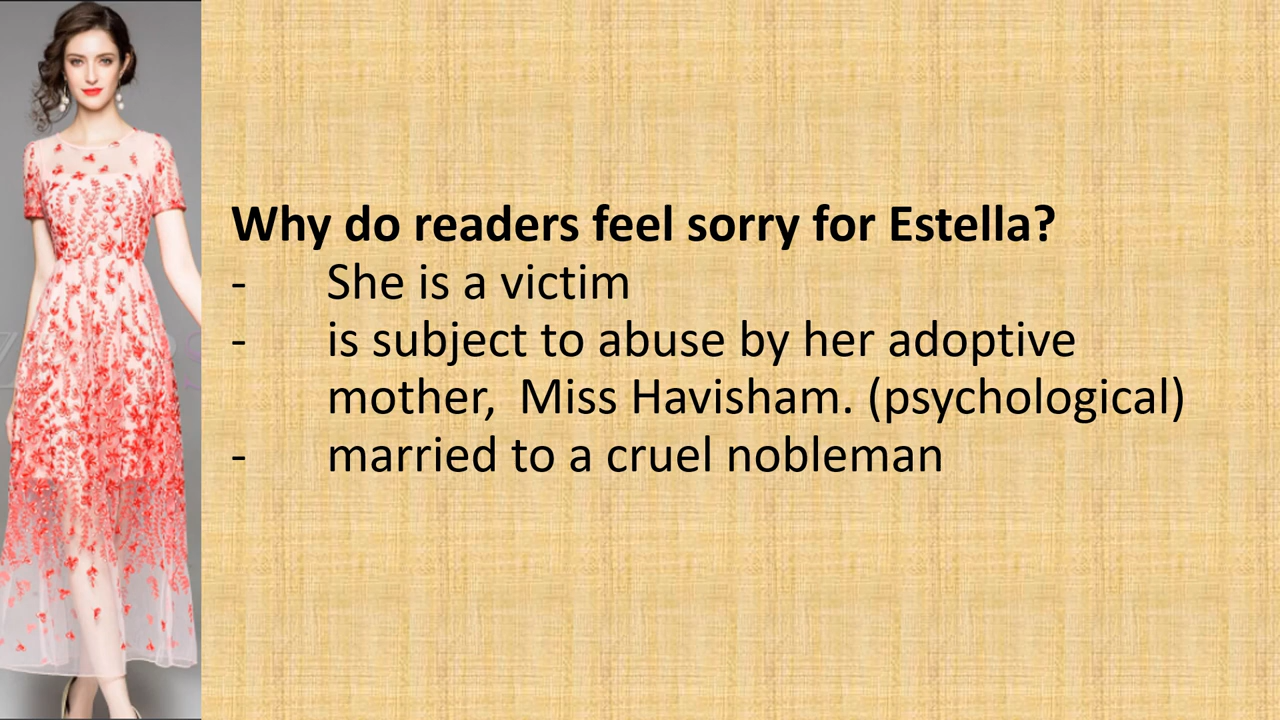 Why do readers feel sorry for Estella?
- She is a victim
- is subject to abuse by her adoptive
mother, Miss Havisham. (psychological)
- married to a cruel nobleman